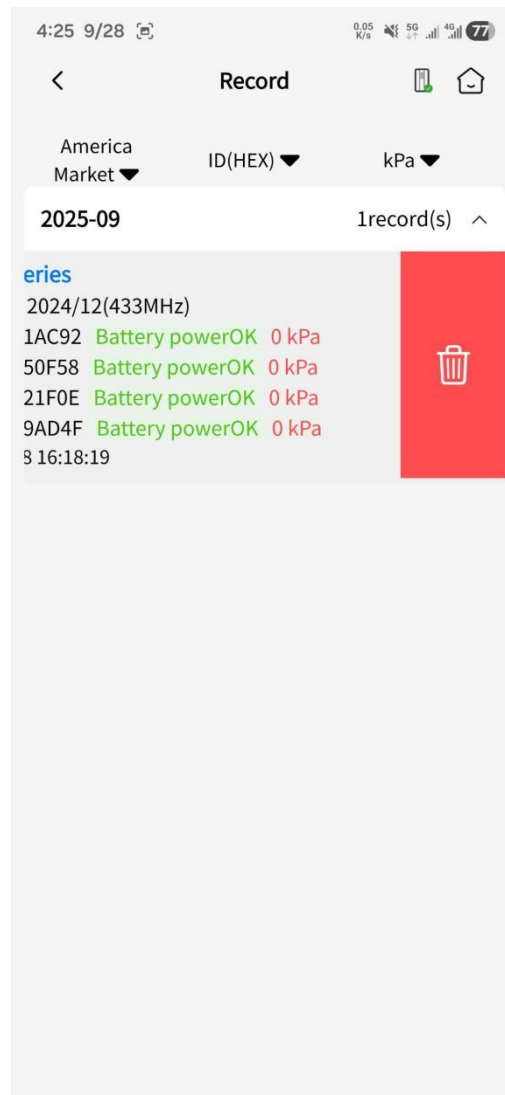 4:25 9/28 0.05 K/s 5G 4G 77
Record
America Market ID(HEX) kPa
2025-09 1record(s)
eries
2024/12(433MHz)
1AC92 Battery powerOK 0 kPa
50F58 Battery powerOK 0 kPa
21F0E Battery powerOK 0 kPa
9AD4F Battery powerOK 0 kPa
8 16:18:19